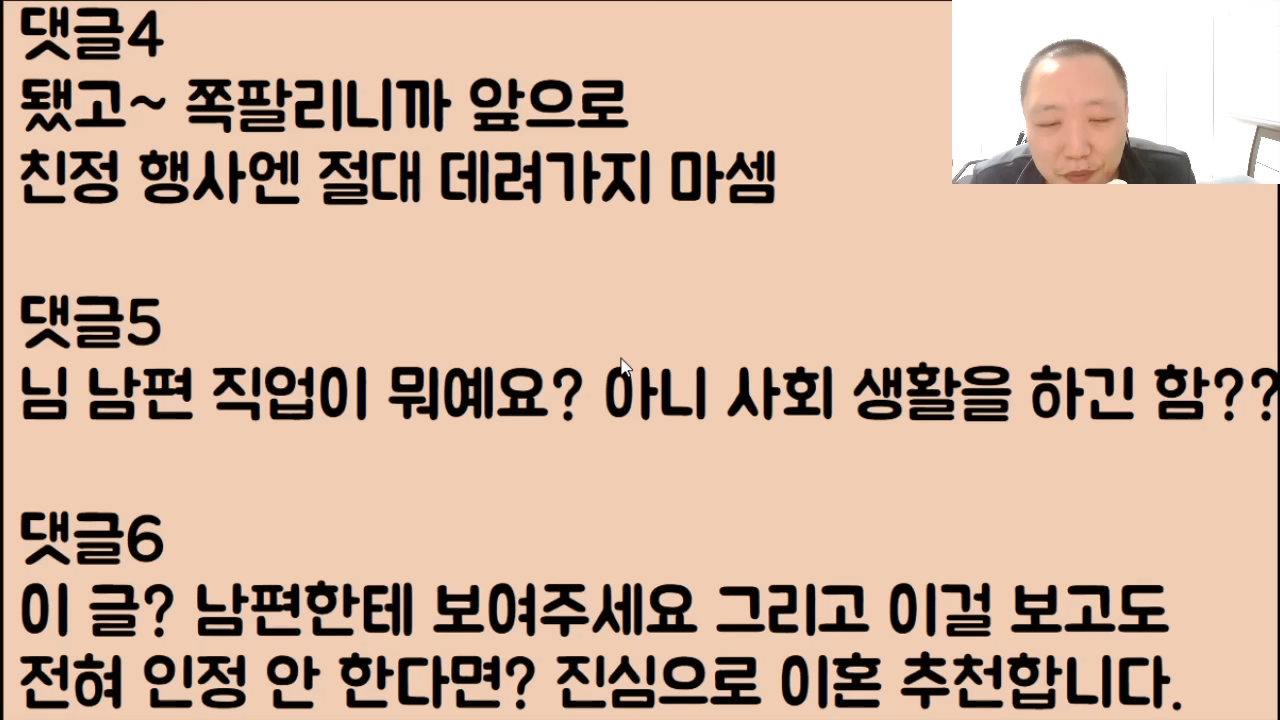 댓글4
됐고~ 쪽팔리니까 앞으로
친정 행사엔 절대 데려가지 마셈
댓글5
님 남편 직업이 뭐예요? 아니 사회 생활을 하긴 함??
댓글6
이 글? 남편한테 보여주세요 그리고 이걸 보고도
전혀 인정 안 한다면? 진심으로 이혼 추천합니다.